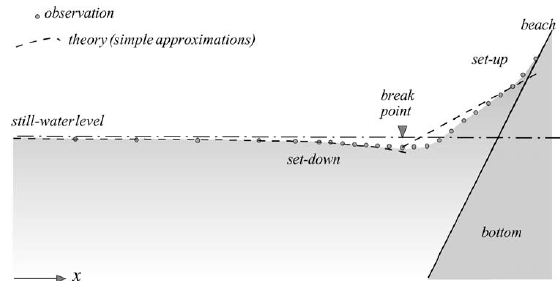 observation
theory (simple approximations)
beach
set-up
break
point
still-water level
set-down
bottom
x